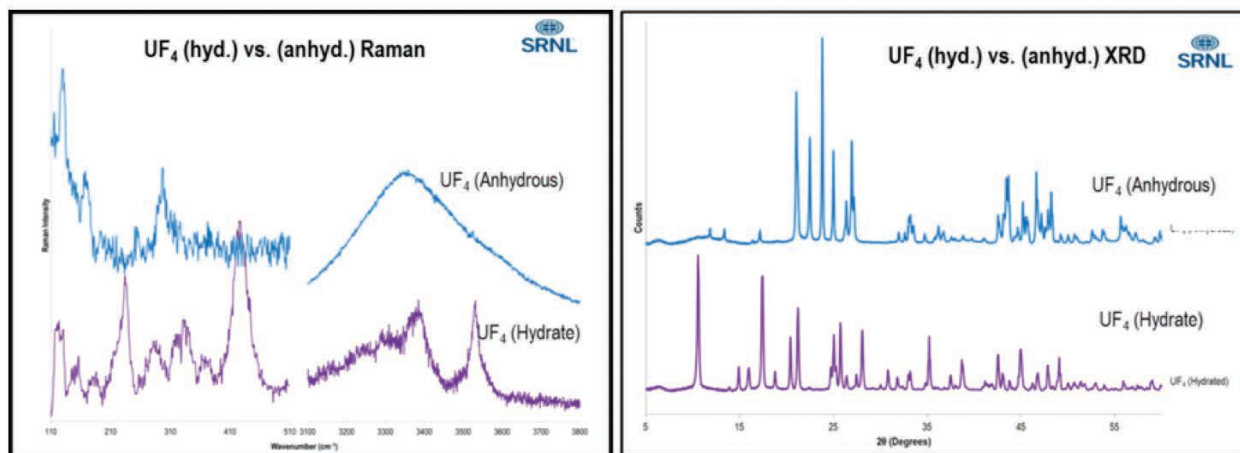 UF₄ (hyd.) vs. (anhyd.) Raman
SRNL
Raman Intensity
UF₄ (Anhydrous)
UF₄ (Hydrate)
110 210 310 410 510 3100 3200 3300 3400 3500 3600 3700 3800
Wavenumber (cm⁻¹)
UF₄ (hyd.) vs. (anhyd.) XRD
SRNL
Counts
UF₄ (Anhydrous)
UF₄ (Hydrate)
UF₄ (Hydrated)
5 15 25 35 45 55
2θ (Degrees)